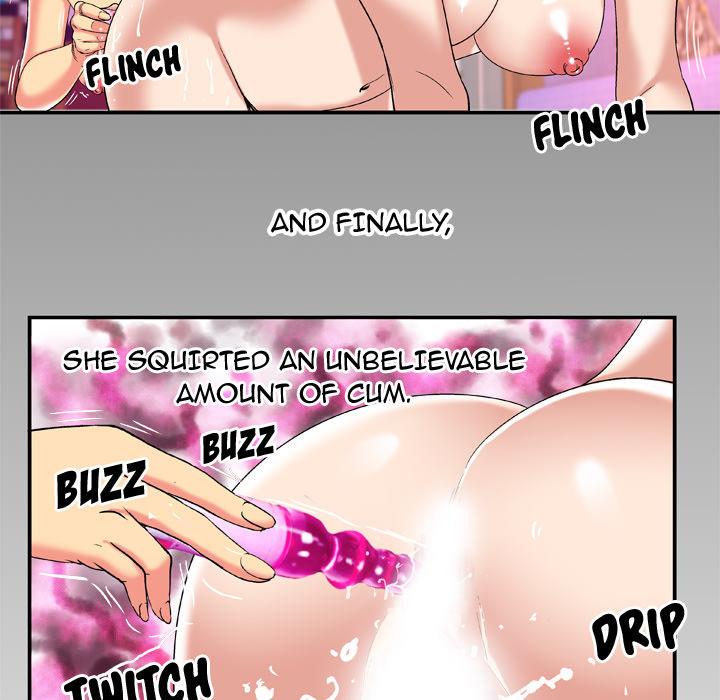 FLINCH
FLINCH
AND FINALLY,
SHE SQUIRTED AN UNBELIEVABLE
AMOUNT OF CUM.
BUZZ
BUZZ
DRIP
TWITCH